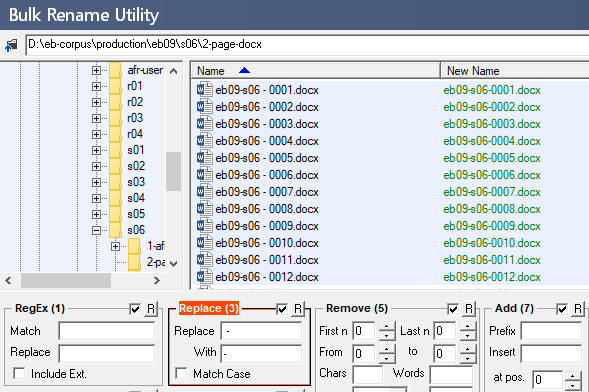 Bulk Rename Utility
D:\eb-corpus\production\eb09\s06\2-page-docx
afr-user
r01
r02
r03
r04
s01
s02
s03
s04
s05
s06
1-af
2-pa
Name New Name
eb09-s06 - 0001.docx eb09-s06-0001.docx
eb09-s06 - 0002.docx eb09-s06-0002.docx
eb09-s06 - 0003.docx eb09-s06-0003.docx
eb09-s06 - 0004.docx eb09-s06-0004.docx
eb09-s06 - 0005.docx eb09-s06-0005.docx
eb09-s06 - 0006.docx eb09-s06-0006.docx
eb09-s06 - 0007.docx eb09-s06-0007.docx
eb09-s06 - 0008.docx eb09-s06-0008.docx
eb09-s06 - 0009.docx eb09-s06-0009.docx
eb09-s06 - 0010.docx eb09-s06-0010.docx
eb09-s06 - 0011.docx eb09-s06-0011.docx
eb09-s06 - 0012.docx eb09-s06-0012.docx
RegEx (1) R
Match
Replace
Include Ext.
Replace (3) R
Replace -
With -
Match Case
Remove (5) R
First n 0 Last n 0
From 0 to 0
Chars Words
Add (7) R
Prefix
Insert
at pos. 0